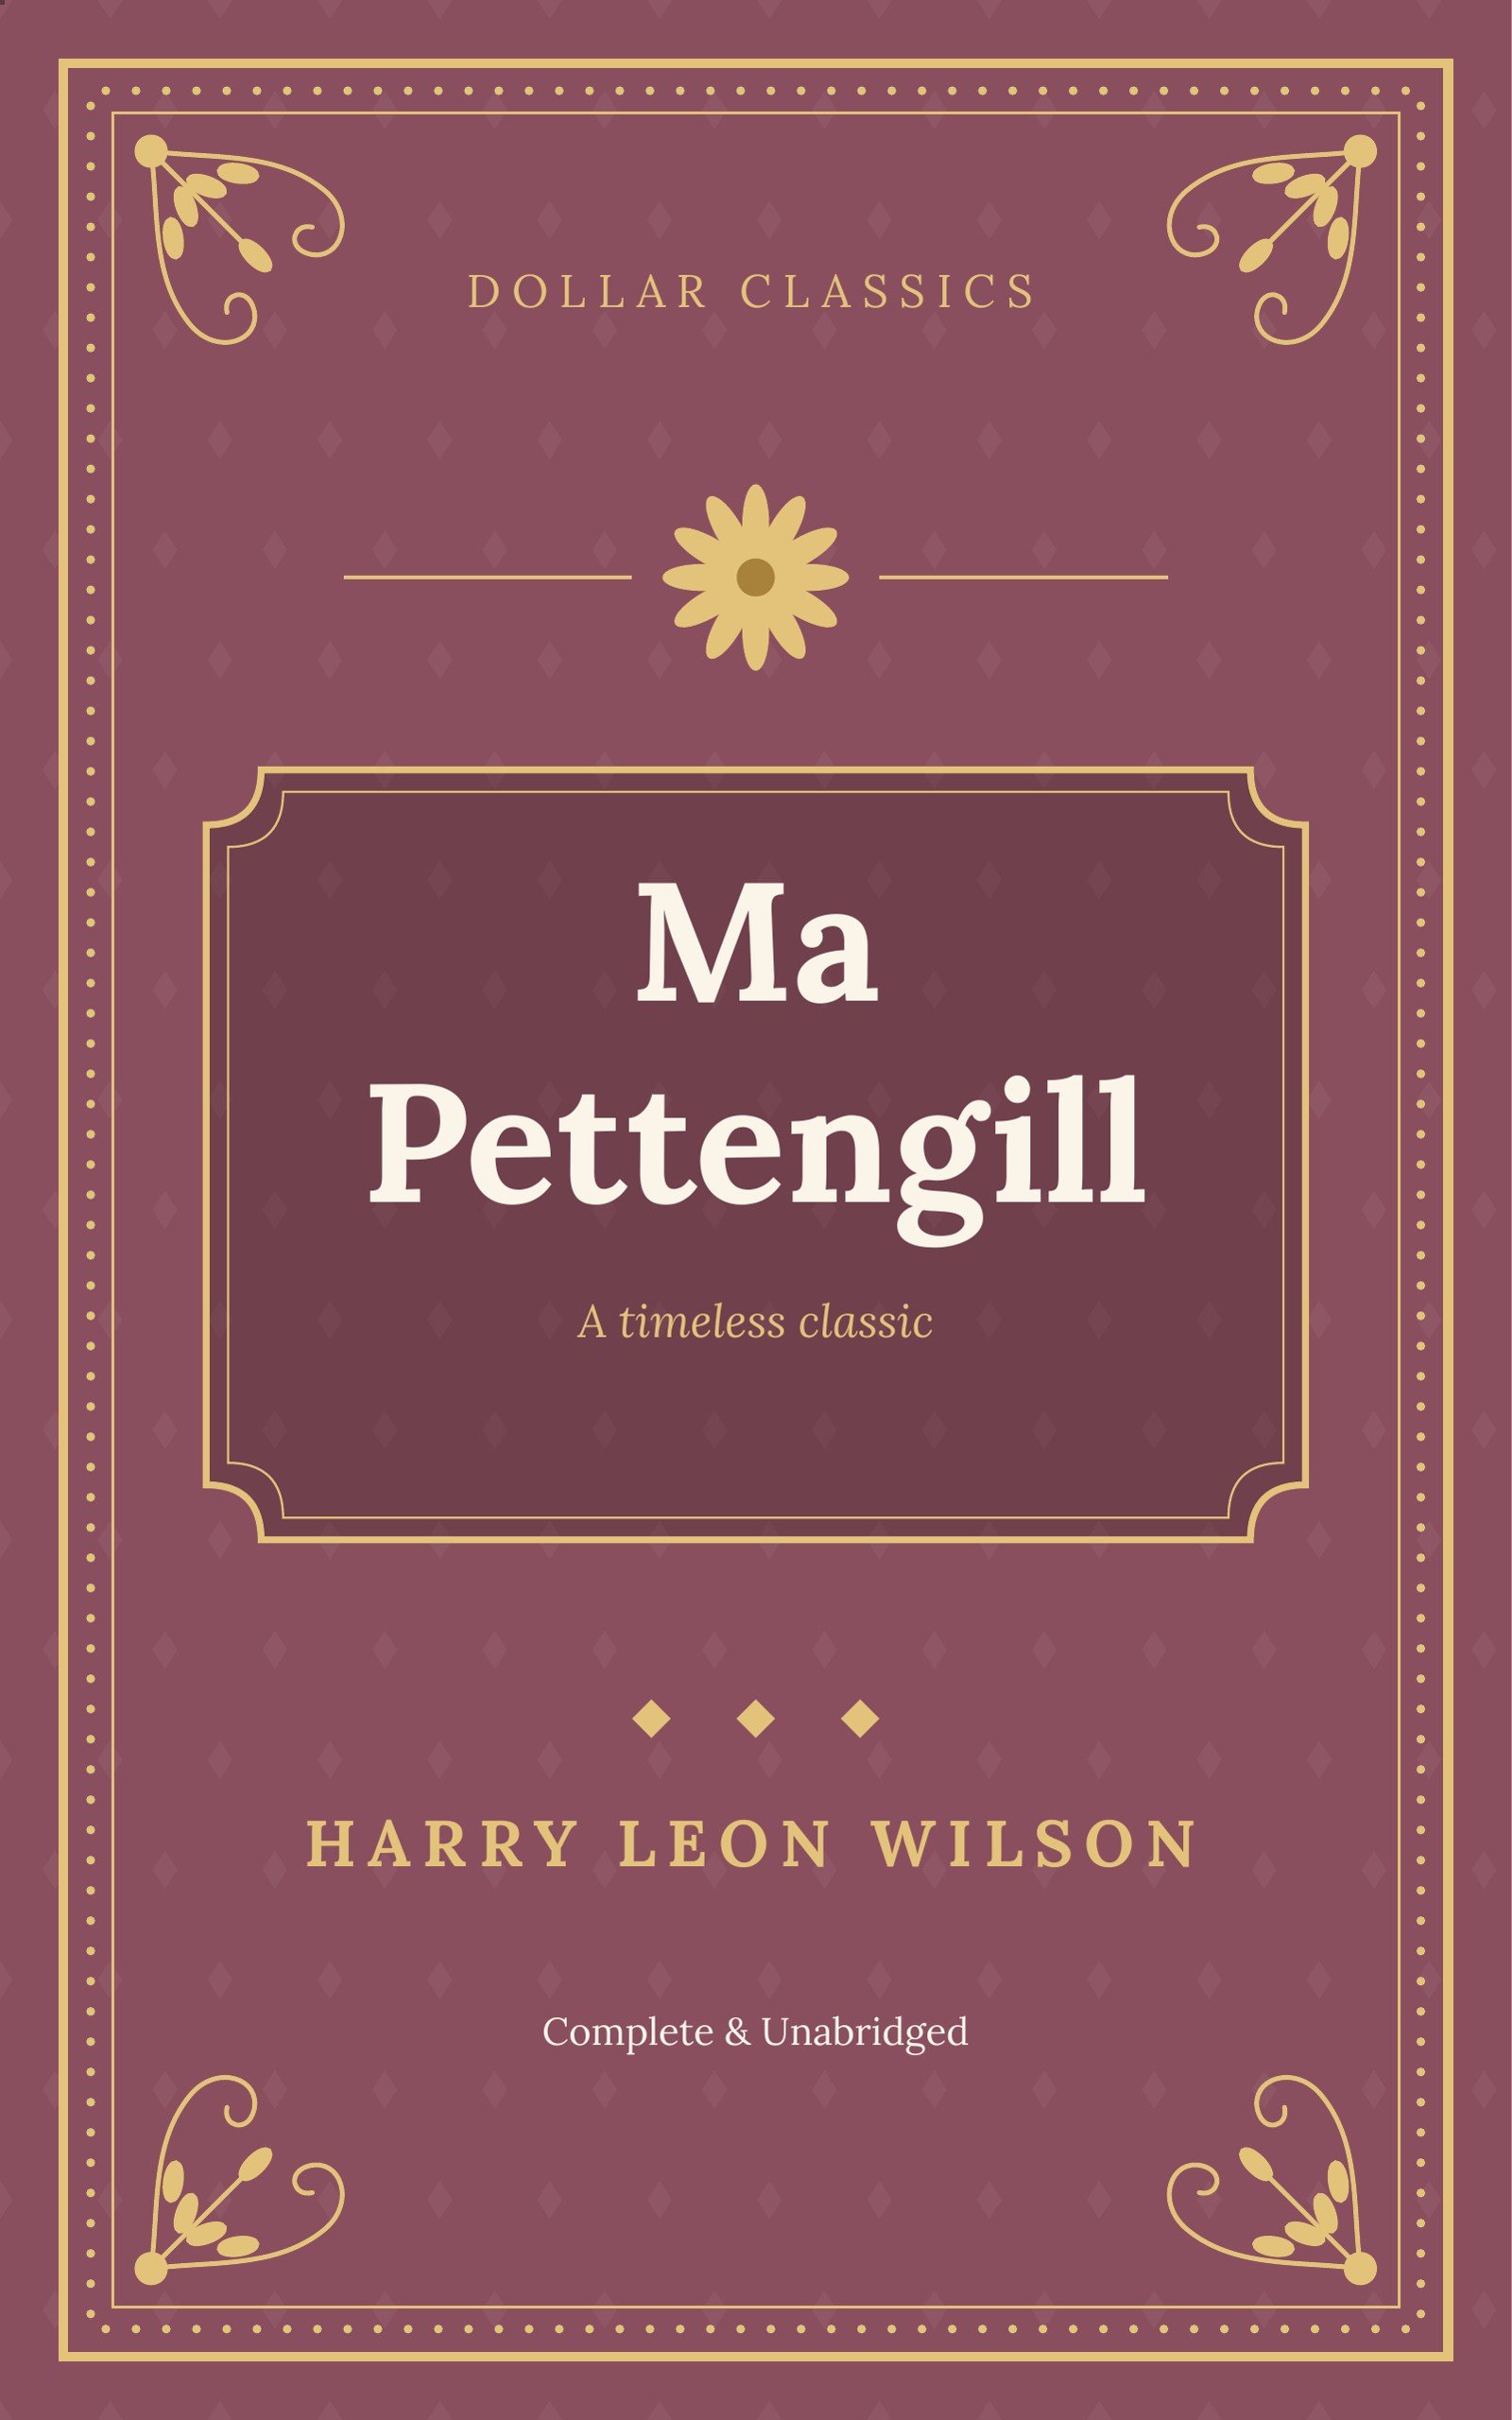 DOLLAR CLASSICS
Ma
Pettengill
A timeless classic
HARRY LEON WILSON
Complete & Unabridged